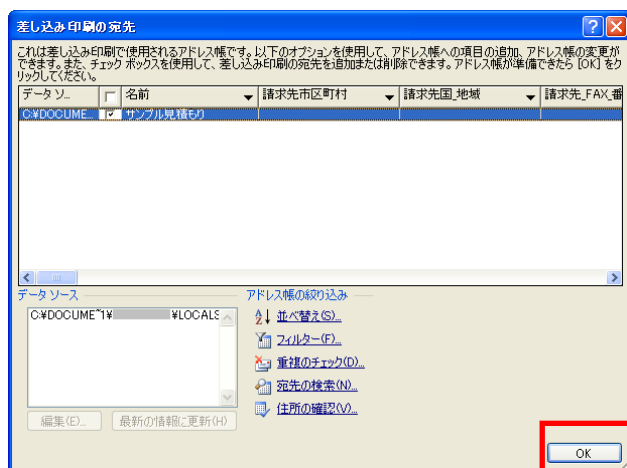 差し込み印刷の宛先
これは差し込み印刷で使用されるアドレス帳です。以下のオプションを使用して、アドレス帳への項目の追加、アドレス帳の変更が
できます。また、チェック ボックスを使用して、差し込み印刷の宛先を追加または削除できます。アドレス帳が準備できたら [OK] をク
リックしてください。
データ ソ... 名前 請求先市区町村 請求先国_地域 請求先_FAX_番
C:¥DOCUME... サンプル見積もり
データ ソース アドレス帳の絞り込み
C:¥DOCUME~1¥ ¥LOCALS
並べ替え(S)...
フィルター(F)...
重複のチェック(D)...
宛先の検索(N)...
住所の確認(V)...
編集(E)... 最新の情報に更新(H)
OK